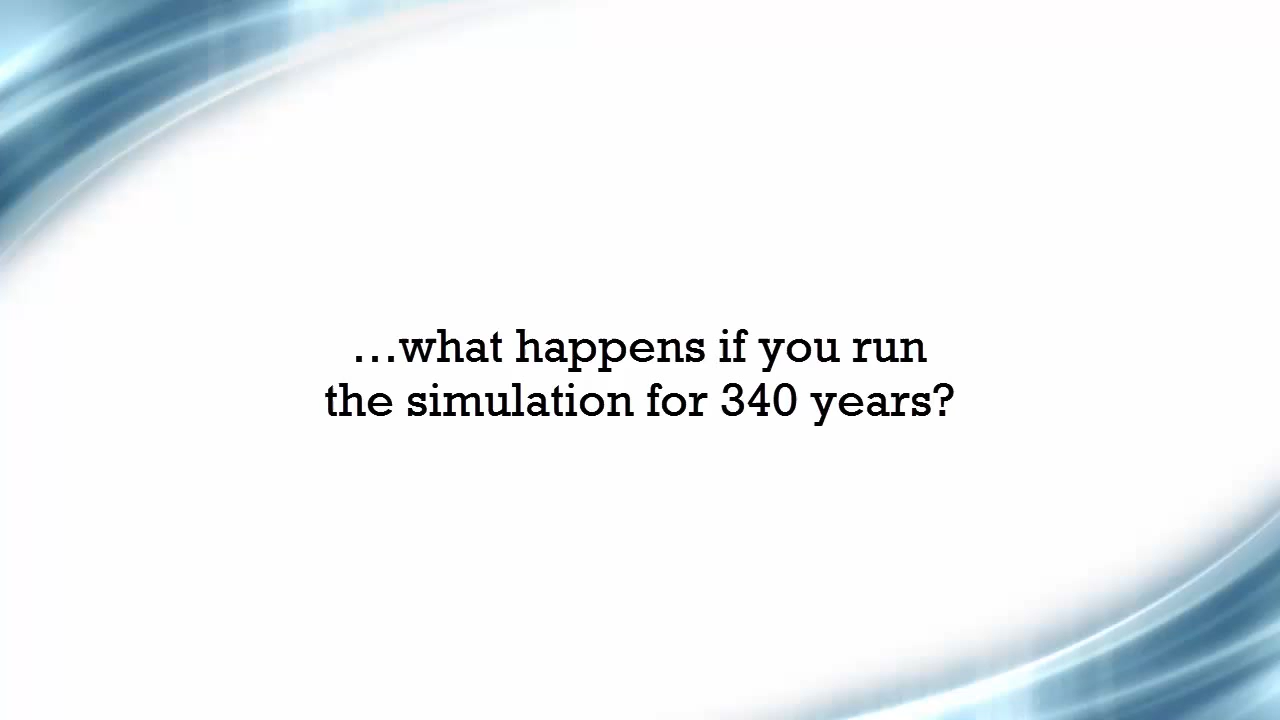 …what happens if you run
the simulation for 340 years?